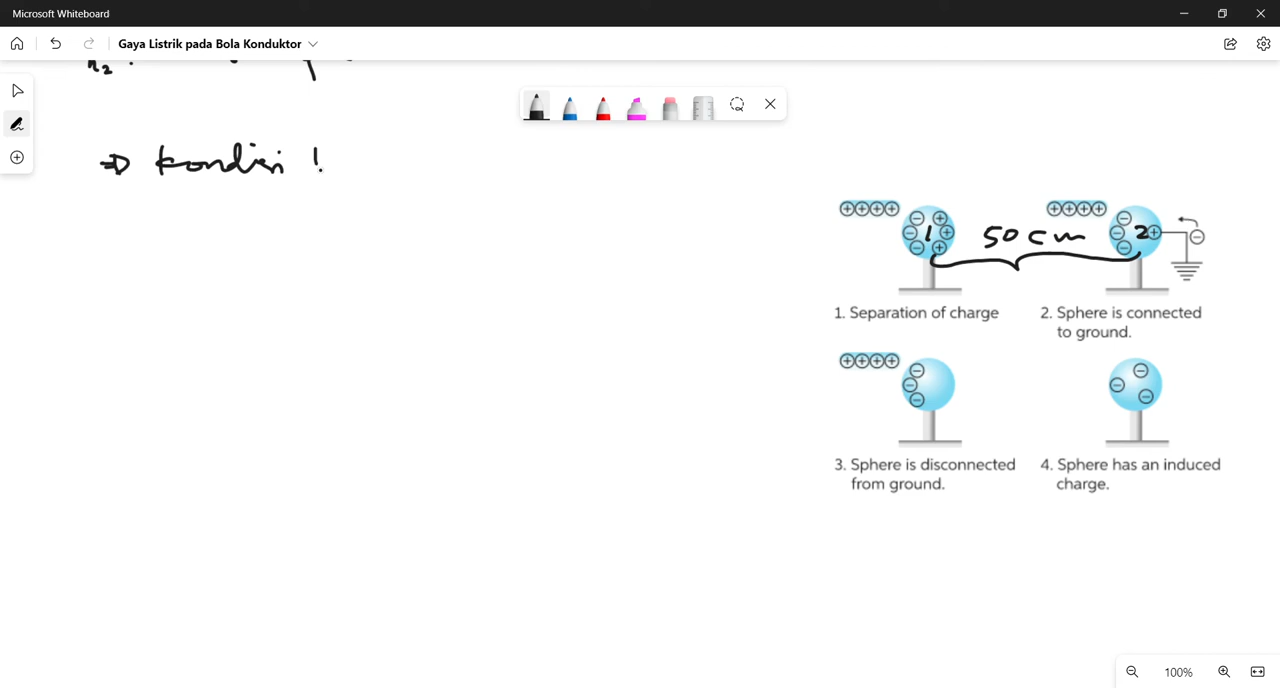 Microsoft Whiteboard
Gaya Listrik pada Bola Konduktor
⇒ Kondisi !
1 50 cm 2
1. Separation of charge
2. Sphere is connected
to ground.
3. Sphere is disconnected
from ground.
4. Sphere has an induced
charge.
100%